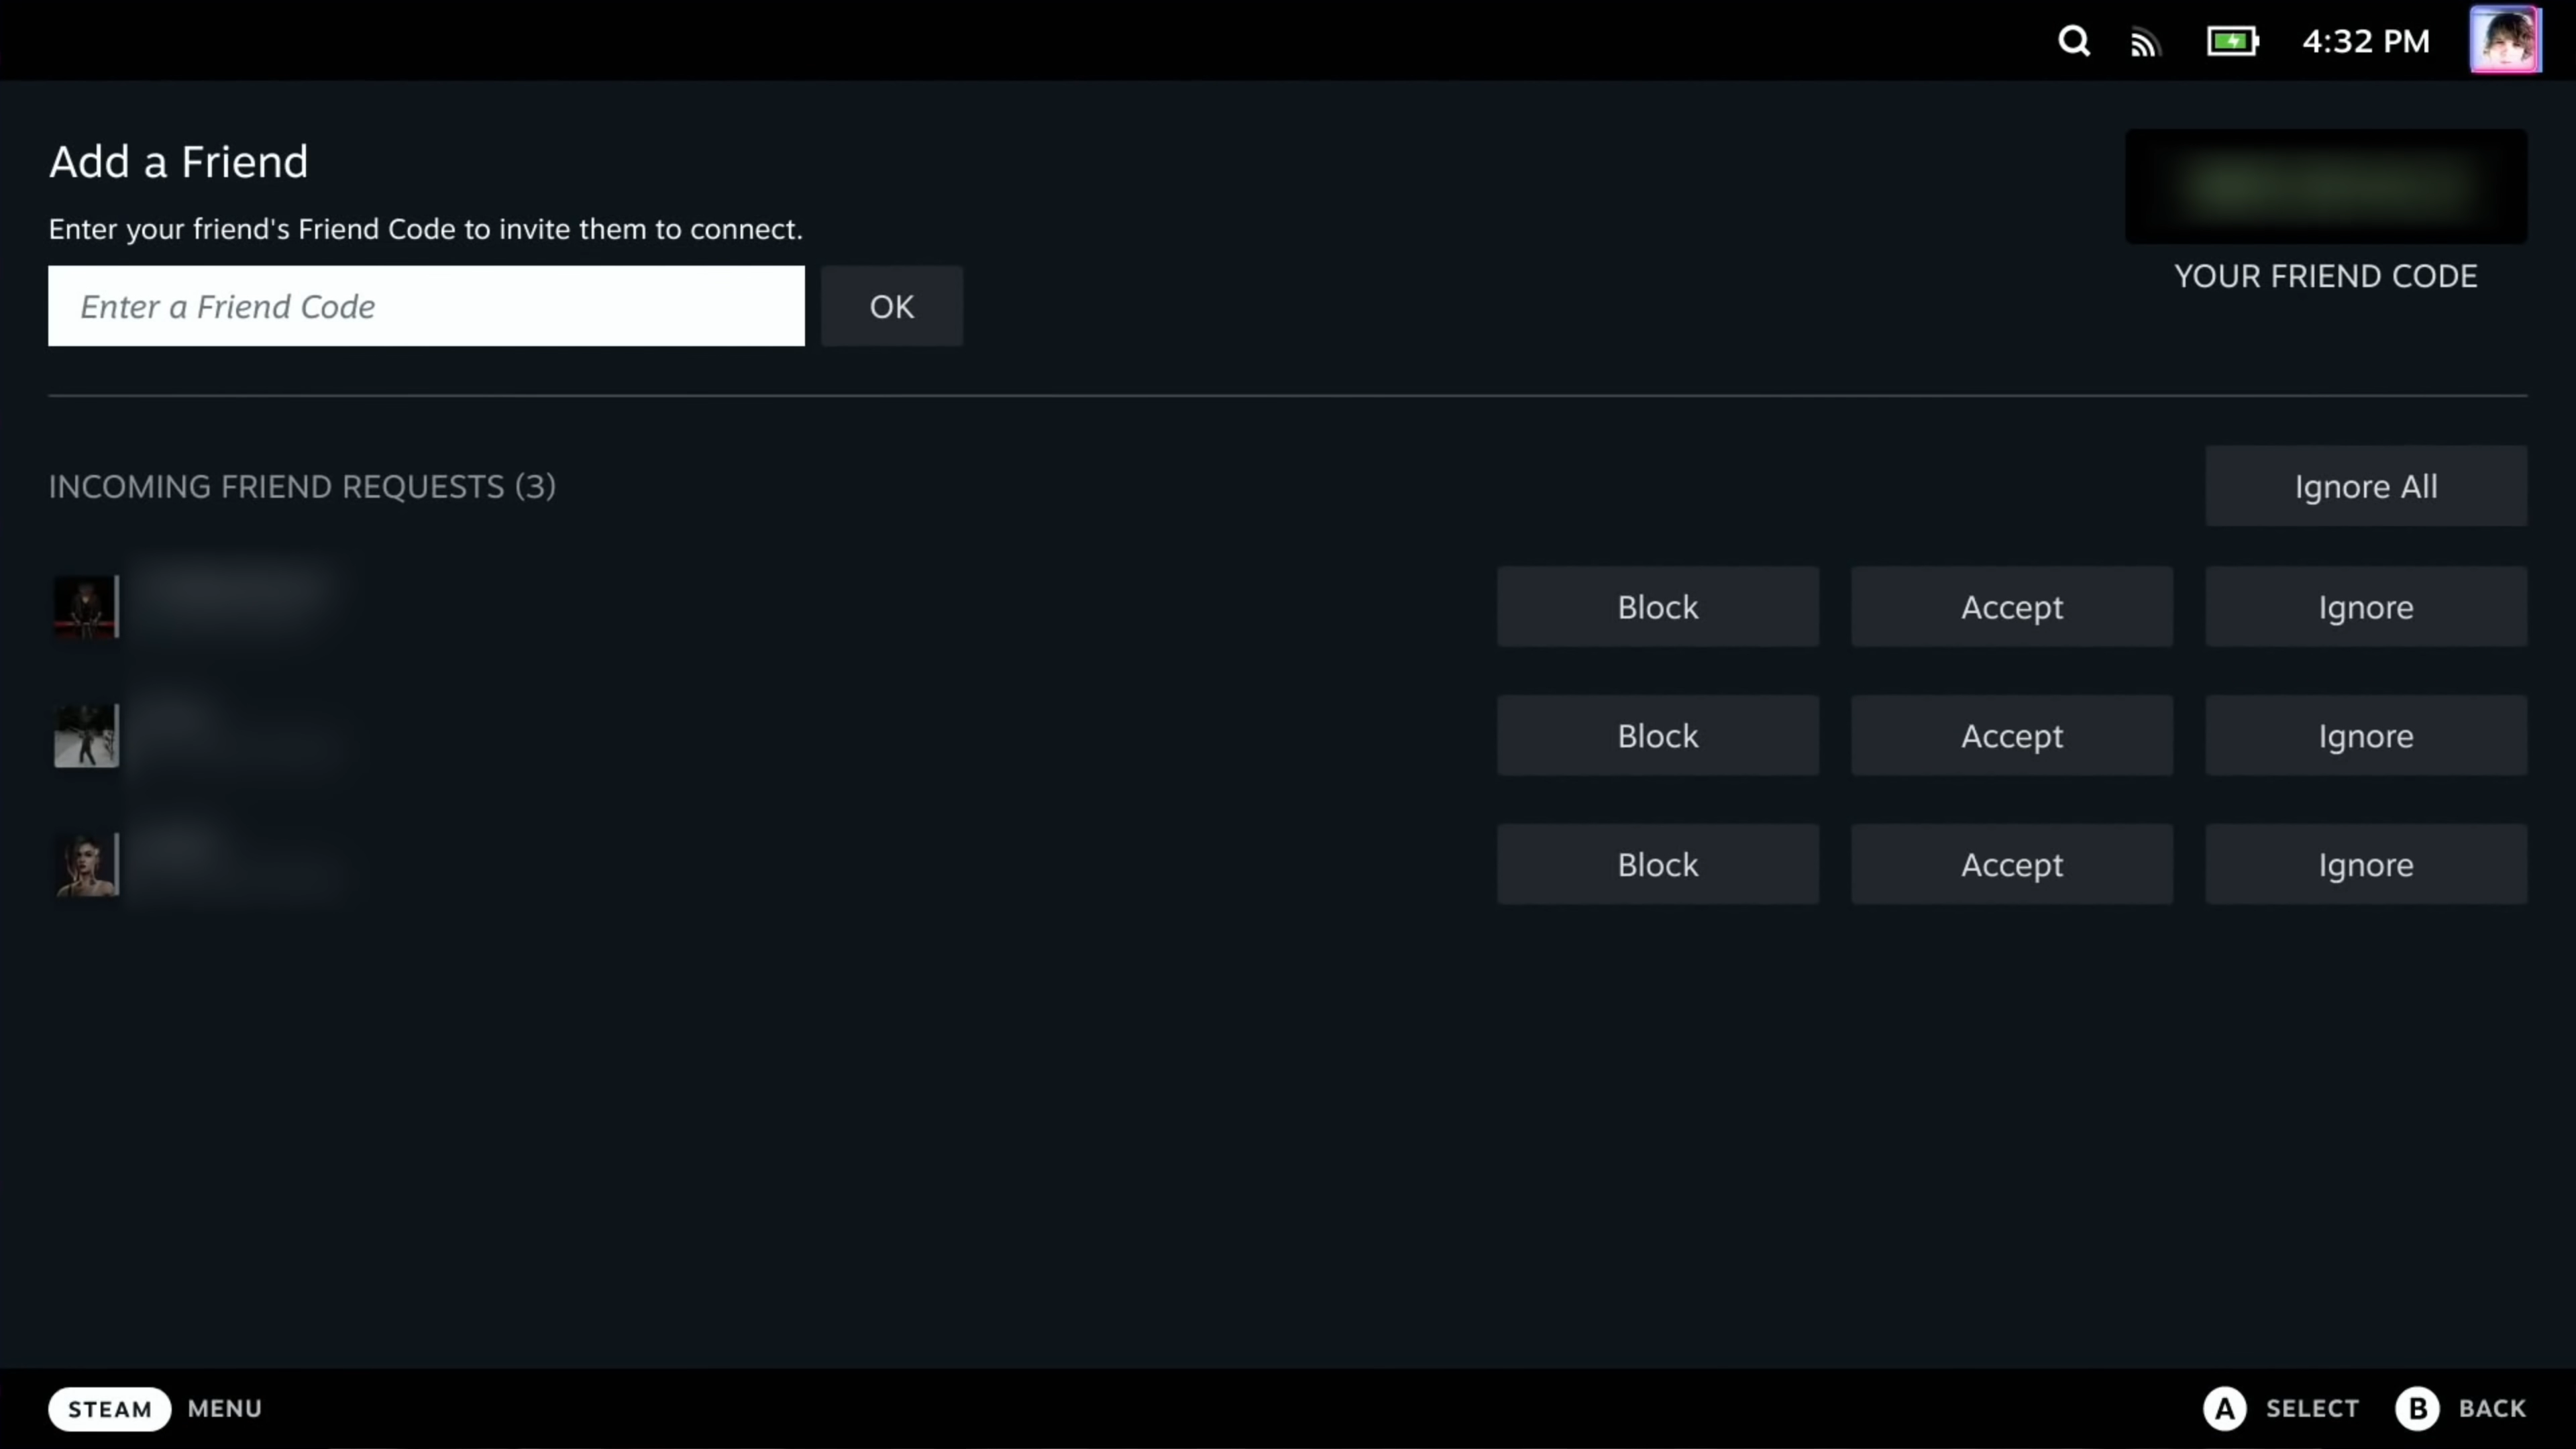 4:32 PM
Add a Friend
Enter your friend's Friend Code to invite them to connect.
Enter a Friend Code
OK
YOUR FRIEND CODE
INCOMING FRIEND REQUESTS (3)
Ignore All
Block Accept Ignore
Block Accept Ignore
Block Accept Ignore
STEAM MENU
A SELECT B BACK